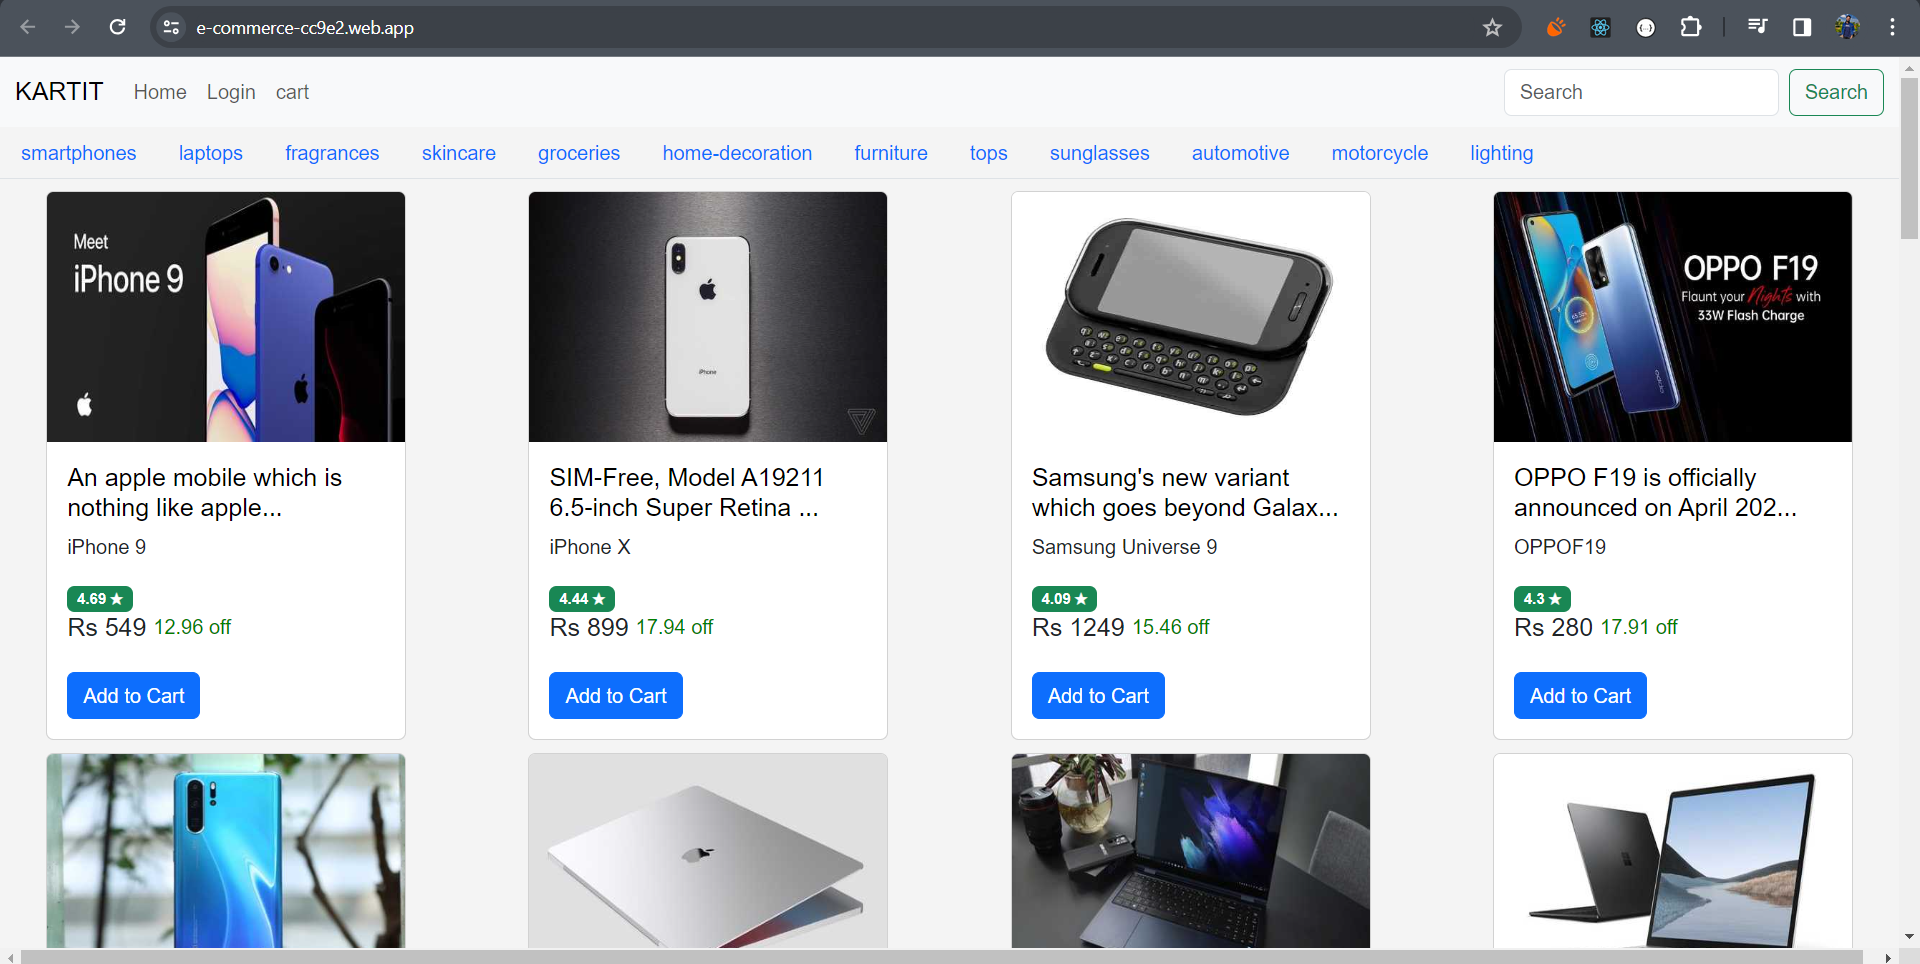 e-commerce-cc9e2.web.app
KARTIT Home Login cart Search Search
smartphones laptops fragrances skincare groceries home-decoration furniture tops sunglasses automotive motorcycle lighting
Meet
iPhone 9
iPhone
OPPO F19
Flaunt your Nights with
33W Flash Charge
oppo
An apple mobile which is
nothing like apple...
iPhone 9
4.69 ★
Rs 549 12.96 off
Add to Cart
SIM-Free, Model A19211
6.5-inch Super Retina ...
iPhone X
4.44 ★
Rs 899 17.94 off
Add to Cart
Samsung's new variant
which goes beyond Galax...
Samsung Universe 9
4.09 ★
Rs 1249 15.46 off
Add to Cart
OPPO F19 is officially
announced on April 202...
OPPOF19
4.3 ★
Rs 280 17.91 off
Add to Cart